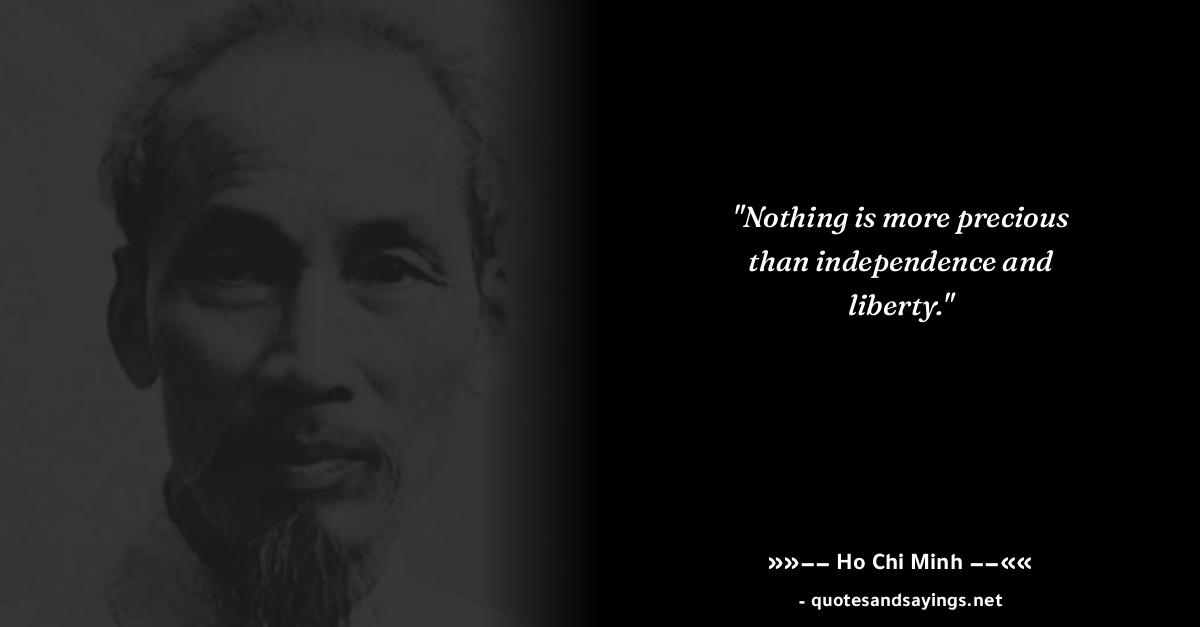 "Nothing is more precious
than independence and
liberty."
»»–– Ho Chi Minh ––««
- quotesandsayings.net